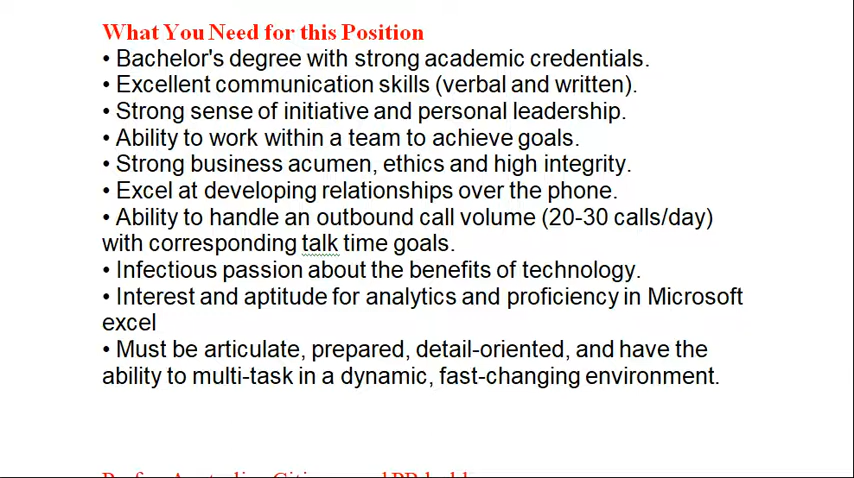 What You Need for this Position
• Bachelor's degree with strong academic credentials.
• Excellent communication skills (verbal and written).
• Strong sense of initiative and personal leadership.
• Ability to work within a team to achieve goals.
• Strong business acumen, ethics and high integrity.
• Excel at developing relationships over the phone.
• Ability to handle an outbound call volume (20-30 calls/day)
with corresponding talk time goals.
• Infectious passion about the benefits of technology.
• Interest and aptitude for analytics and proficiency in Microsoft
excel
• Must be articulate, prepared, detail-oriented, and have the
ability to multi-task in a dynamic, fast-changing environment.